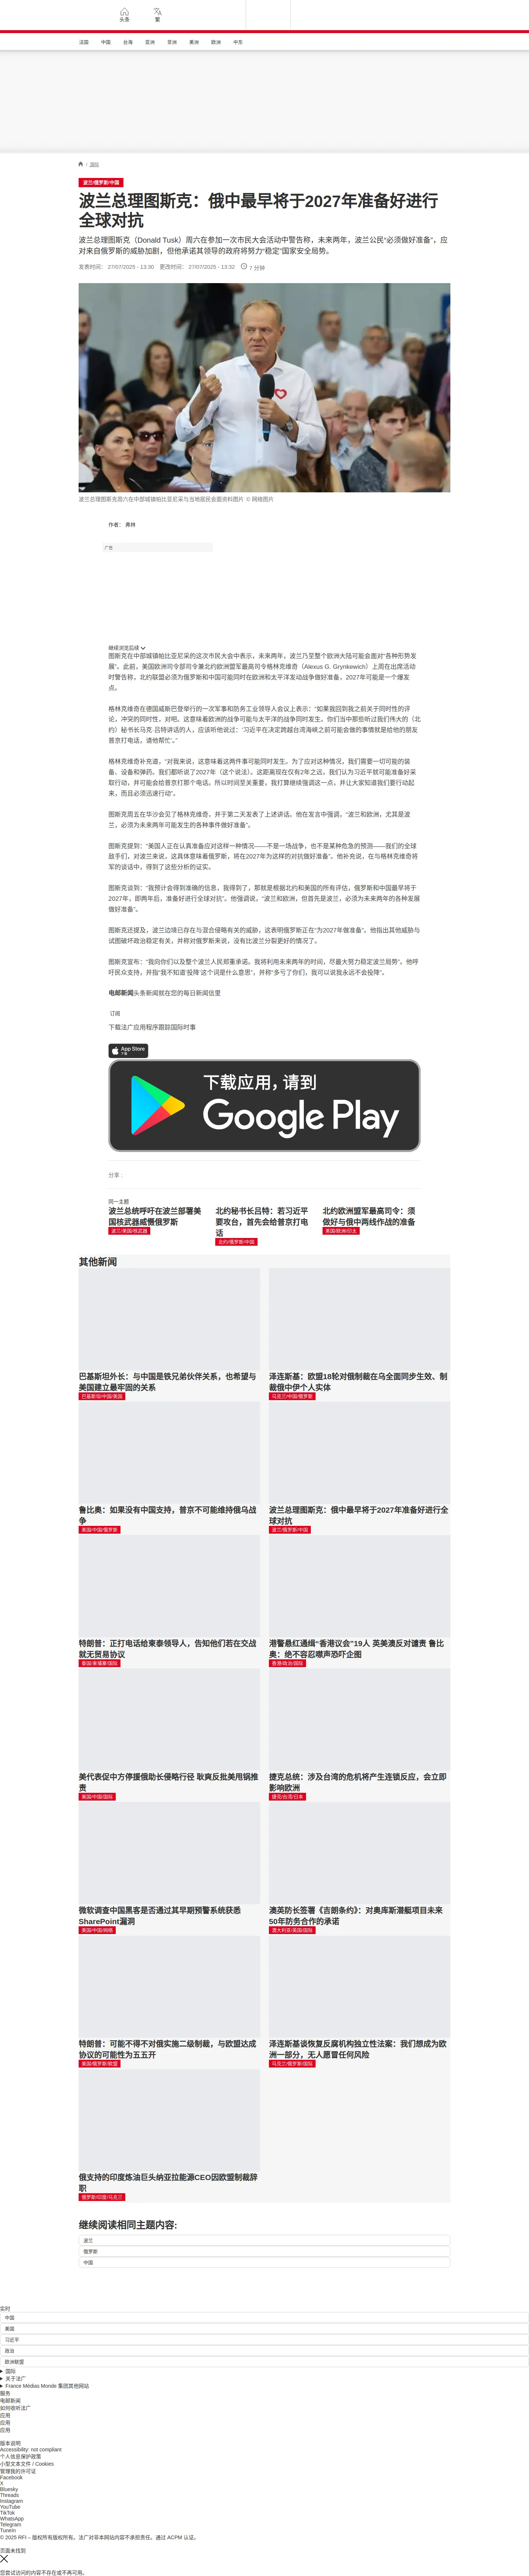 头条
繁
法国 中国 台海 亚洲 非洲 美洲 欧洲 中东
/ 国际
波兰/俄罗斯/中国
波兰总理图斯克：俄中最早将于2027年准备好进行
全球对抗
波兰总理图斯克（Donald Tusk）周六在参加一次市民大会活动中警告称，未来两年，波兰公民“必须做好准备”，应
对来自俄罗斯的威胁加剧，但他承诺其领导的政府将努力“稳定”国家安全局势。
发表时间： 27/07/2025 - 13:30 更改时间： 27/07/2025 - 13:32 7 分钟
波兰总理图斯克周六在中部城镇帕比亚尼采与当地居民会面资料图片 © 网络图片
作者： 弗林
广告
继续浏览后续
图斯克在中部城镇帕比亚尼采的这次市民大会中表示，未来两年，波兰乃至整个欧洲大陆可能会面对“各种形势发
展”。此前，美国欧洲司令部司令兼北约欧洲盟军最高司令格林克维奇（Alexus G. Grynkewich）上周在出席活动
时警告称，北约联盟必须为俄罗斯和中国可能同时在欧洲和太平洋发动战争做好准备，2027年可能是一个爆发
点。
格林克维奇在德国威斯巴登举行的一次军事和防务工业领导人会议上表示：“如果我回到我之前关于同时性的评
论，冲突的同时性，对吧。这意味着欧洲的战争可能与太平洋的战争同时发生。你们当中那些听过我们伟大的（北
约）秘书长马克·吕特讲话的人，应该听他说过：‘习近平在决定跨越台湾海峡之前可能会做的事情就是给他的朋友
普京打电话，请他帮忙’。”
格林克维奇补充道，“对我来说，这意味着这两件事可能同时发生。为了应对这种情况，我们需要一切可能的装
备、设备和弹药。我们都听说了2027年（这个说法）。这距离现在仅有2年之远。我们认为习近平就可能准备好采
取行动，并可能会给普京打那个电话。所以时间至关重要。我打算继续强调这一点，并让大家知道我们要行动起
来，而且必须迅速行动”。
图斯克周五在华沙会见了格林克维奇，并于第二天发表了上述讲话。他在发言中强调，“波兰和欧洲，尤其是波
兰，必须为未来两年可能发生的各种事件做好准备”。
图斯克提到：“美国人正在认真准备应对这样一种情况——不是一场战争，也不是某种危急的预测——我们的全球
敌手们，对波兰来说，这具体意味着俄罗斯，将在2027年为这样的对抗做好准备”。他补充说，在与格林克维奇将
军的谈话中，得到了这些分析的证实。
图斯克谈到：“我预计会得到准确的信息，我得到了，那就是根据北约和美国的所有评估，俄罗斯和中国最早将于
2027年，即两年后，准备好进行全球对抗”。他强调说，“波兰和欧洲，但首先是波兰，必须为未来两年的各种发展
做好准备”。
图斯克还提及，波兰边境已存在与混合侵略有关的威胁，这表明俄罗斯正在“为2027年做准备”。他指出其他威胁与
试图破坏政治稳定有关，并称对俄罗斯来说，没有比波兰分裂更好的情况了。
图斯克宣布：“我向你们以及整个波兰人民郑重承诺。我将利用未来两年的时间，尽最大努力稳定波兰局势”。他呼
吁民众支持，并指“我不知道‘投降’这个词是什么意思”，并称“多亏了你们，我可以说我永远不会投降”。
电邮新闻头条新闻就在您的每日新闻信里
订阅
下载法广应用程序跟踪国际时事
App Store
下载
下载应用，请到
Google Play
分享 :
同一主题
波兰总统呼吁在波兰部署美
国核武器威慑俄罗斯
波兰/美国/核武器
北约秘书长吕特：若习近平
要攻台，首先会给普京打电
话
北约/俄罗斯/中国
北约欧洲盟军最高司令：须
做好与俄中两线作战的准备
美国/欧洲/印太
其他新闻
巴基斯坦外长：与中国是铁兄弟伙伴关系，也希望与
美国建立最牢固的关系
巴基斯坦/中国/美国
泽连斯基：欧盟18轮对俄制裁在乌全面同步生效、制
裁俄中伊个人实体
乌克兰/中国/俄罗斯
鲁比奥：如果没有中国支持，普京不可能维持俄乌战
争
美国/中国/俄罗斯
波兰总理图斯克：俄中最早将于2027年准备好进行全
球对抗
波兰/俄罗斯/中国
特朗普：正打电话给柬泰领导人，告知他们若在交战
就无贸易协议
泰国/柬埔寨/国际
港警悬红通缉“香港议会”19人 英美澳反对谴责 鲁比
奥：绝不容忍噤声恐吓企图
香港/政治/国际
美代表促中方停援俄助长侵略行径 耿爽反批美甩锅推
责
美国/中国/国际
捷克总统：涉及台湾的危机将产生连锁反应，会立即
影响欧洲
捷克/台湾/日本
微软调查中国黑客是否通过其早期预警系统获悉
SharePoint漏洞
美国/中国/网络
澳英防长签署《吉朗条约》：对奥库斯潜艇项目未来
50年防务合作的承诺
澳大利亚/英国/国际
特朗普：可能不得不对俄实施二级制裁，与欧盟达成
协议的可能性为五五开
美国/俄罗斯/欧盟
泽连斯基谈恢复反腐机构独立性法案：我们想成为欧
洲一部分，无人愿冒任何风险
乌克兰/俄罗斯/国际
俄支持的印度炼油巨头纳亚拉能源CEO因欧盟制裁辞
职
俄罗斯/印度/乌克兰
继续阅读相同主题内容:
波兰
俄罗斯
中国
实时
中国
美国
习近平
政治
欧洲联盟
国际
关于法广
France Médias Monde 集团其他网站
服务
电邮新闻
如何收听法广
应用
应用
应用
版本说明
Accessibility: not compliant
个人信息保护政策
小型文本文件 / Cookies
管理我的许可证
Facebook
X
Bluesky
Threads
Instagram
YouTube
TikTok
WhatsApp
Telegram
TuneIn
© 2025 RFI – 版权所有版权所有。法广对非本网站内容不承担责任。通过 ACPM 认证。
页面未找到
您尝试访问的内容不存在或不再可用。